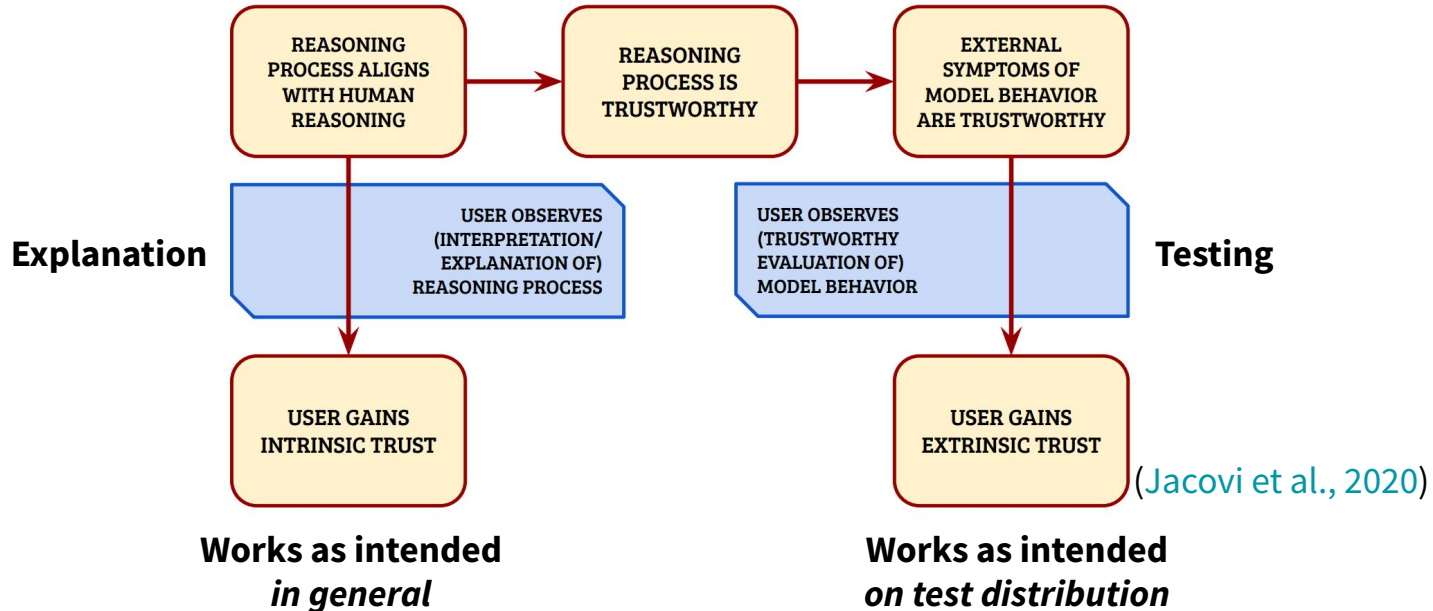 REASONING
PROCESS ALIGNS
WITH HUMAN
REASONING
REASONING
PROCESS IS
TRUSTWORTHY
EXTERNAL
SYMPTOMS OF
MODEL BEHAVIOR
ARE TRUSTWORTHY
Explanation
USER OBSERVES
(INTERPRETATION/
EXPLANATION OF)
REASONING PROCESS
USER OBSERVES
(TRUSTWORTHY
EVALUATION OF)
MODEL BEHAVIOR
Testing
USER GAINS
INTRINSIC TRUST
USER GAINS
EXTRINSIC TRUST
(Jacovi et al., 2020)
Works as intended
in general
Works as intended
on test distribution